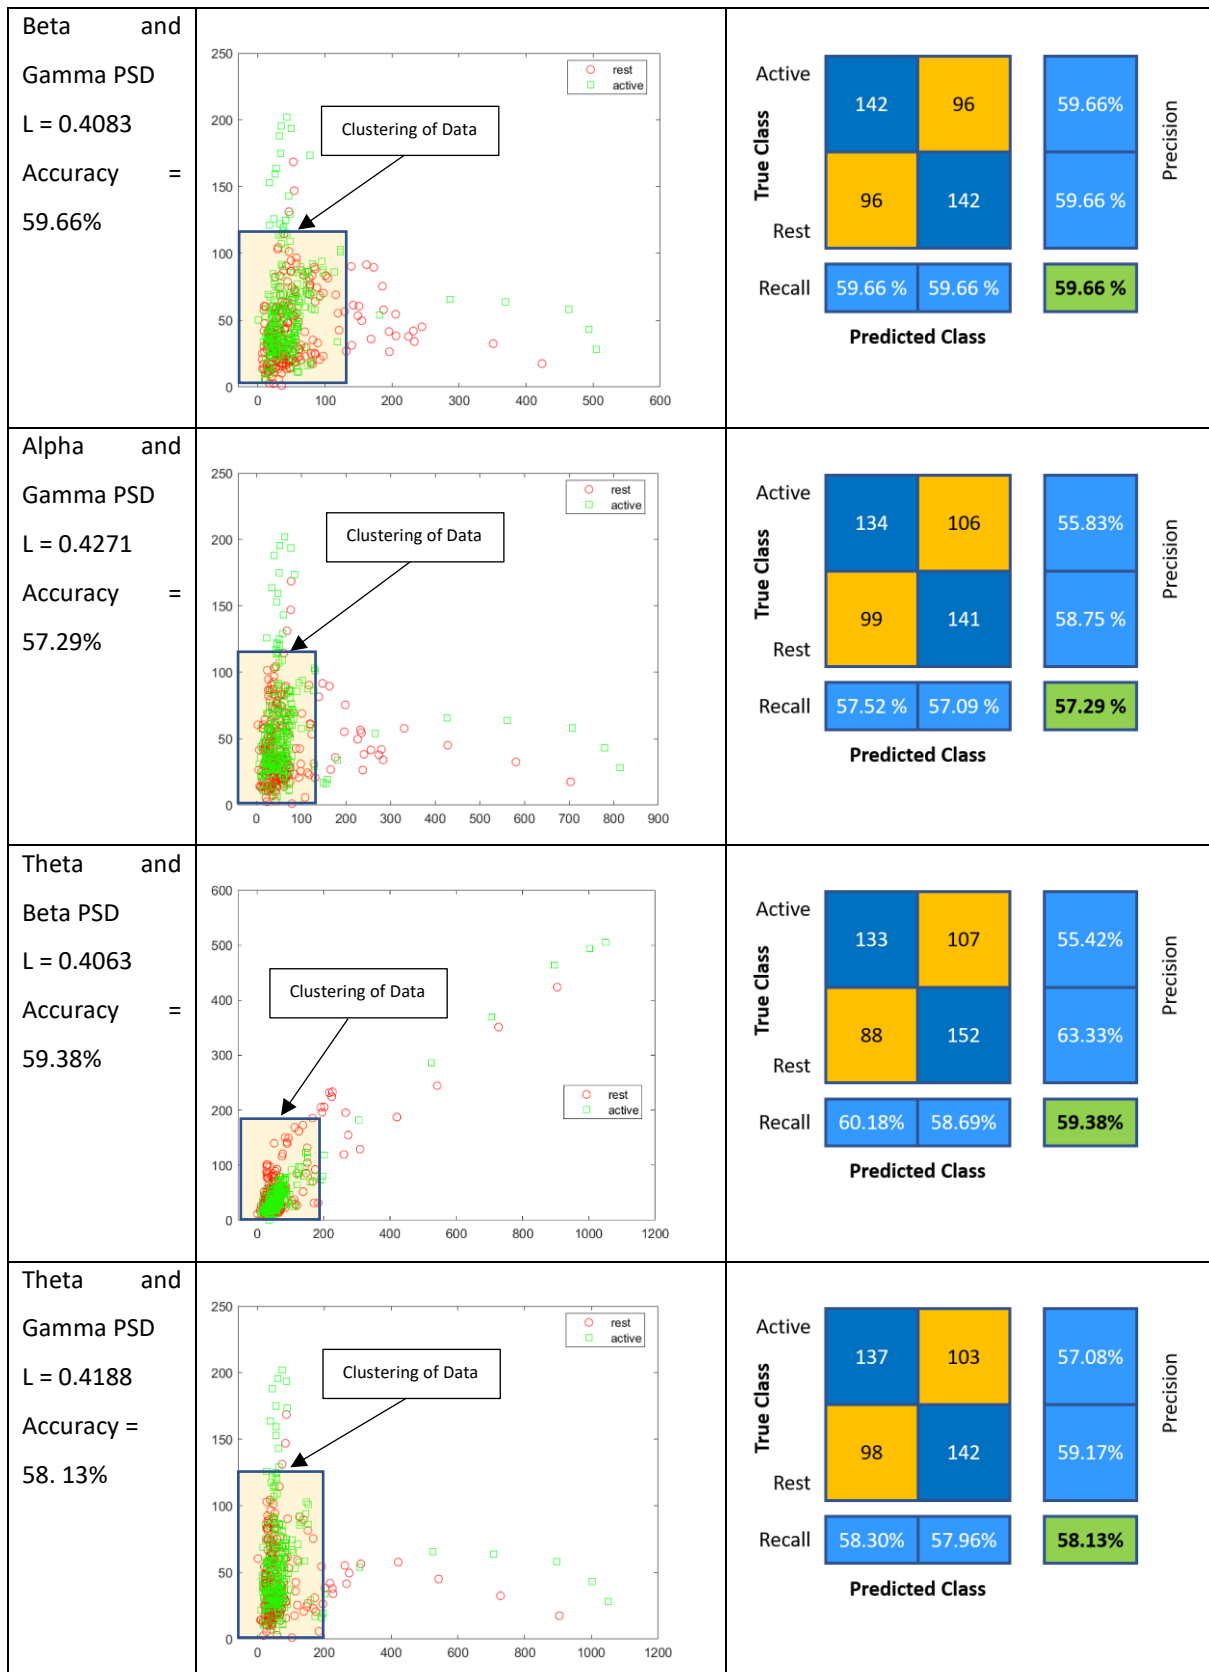 Beta and
Gamma PSD
L = 0.4083
Accuracy =
59.66%
250
200
150
100
50
0
0 100 200 300 400 500 600
rest
active
Clustering of Data
Active
True Class
Rest
142 96 59.66%
96 142 59.66 %
Precision
Recall 59.66 % 59.66 % 59.66 %
Predicted Class
Alpha and
Gamma PSD
L = 0.4271
Accuracy =
57.29%
250
200
150
100
50
0
0 100 200 300 400 500 600 700 800 900
rest
active
Clustering of Data
Active
True Class
Rest
134 106 55.83%
99 141 58.75 %
Precision
Recall 57.52 % 57.09 % 57.29 %
Predicted Class
Theta and
Beta PSD
L = 0.4063
Accuracy =
59.38%
600
500
400
300
200
100
0
0 200 400 600 800 1000 1200
rest
active
Clustering of Data
Active
True Class
Rest
133 107 55.42%
88 152 63.33%
Precision
Recall 60.18% 58.69% 59.38%
Predicted Class
Theta and
Gamma PSD
L = 0.4188
Accuracy =
58. 13%
250
200
150
100
50
0
0 200 400 600 800 1000 1200
rest
active
Clustering of Data
Active
True Class
Rest
137 103 57.08%
98 142 59.17%
Precision
Recall 58.30% 57.96% 58.13%
Predicted Class